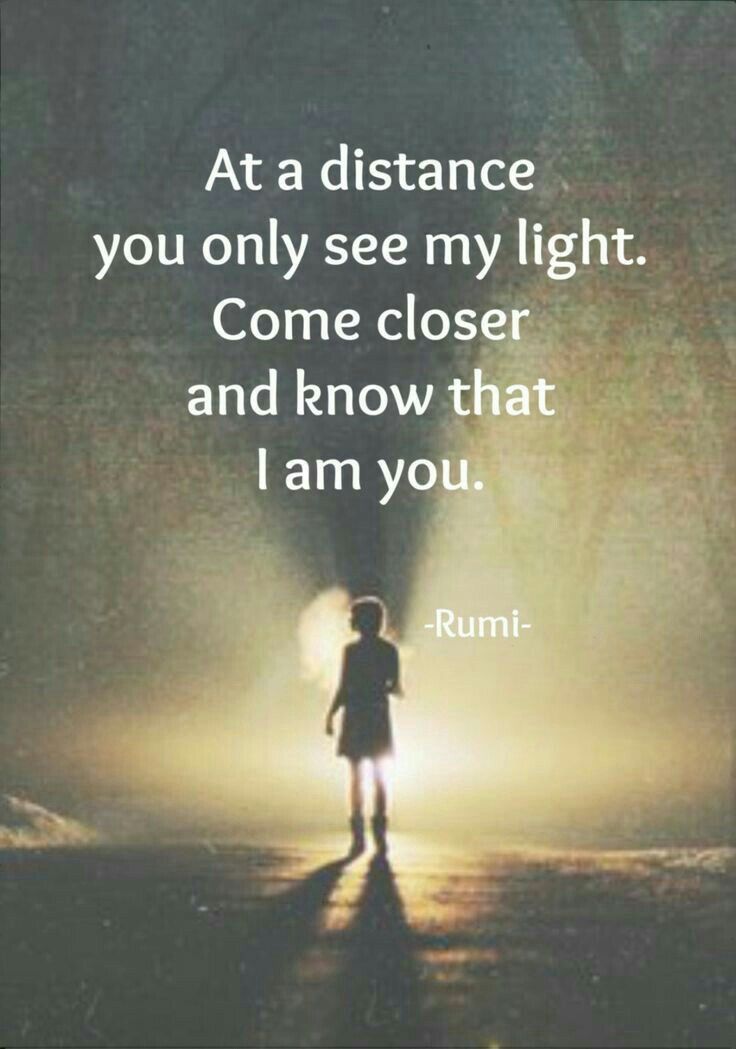 At a distance
you only see my light.
Come closer
and know that
I am you.
-Rumi-